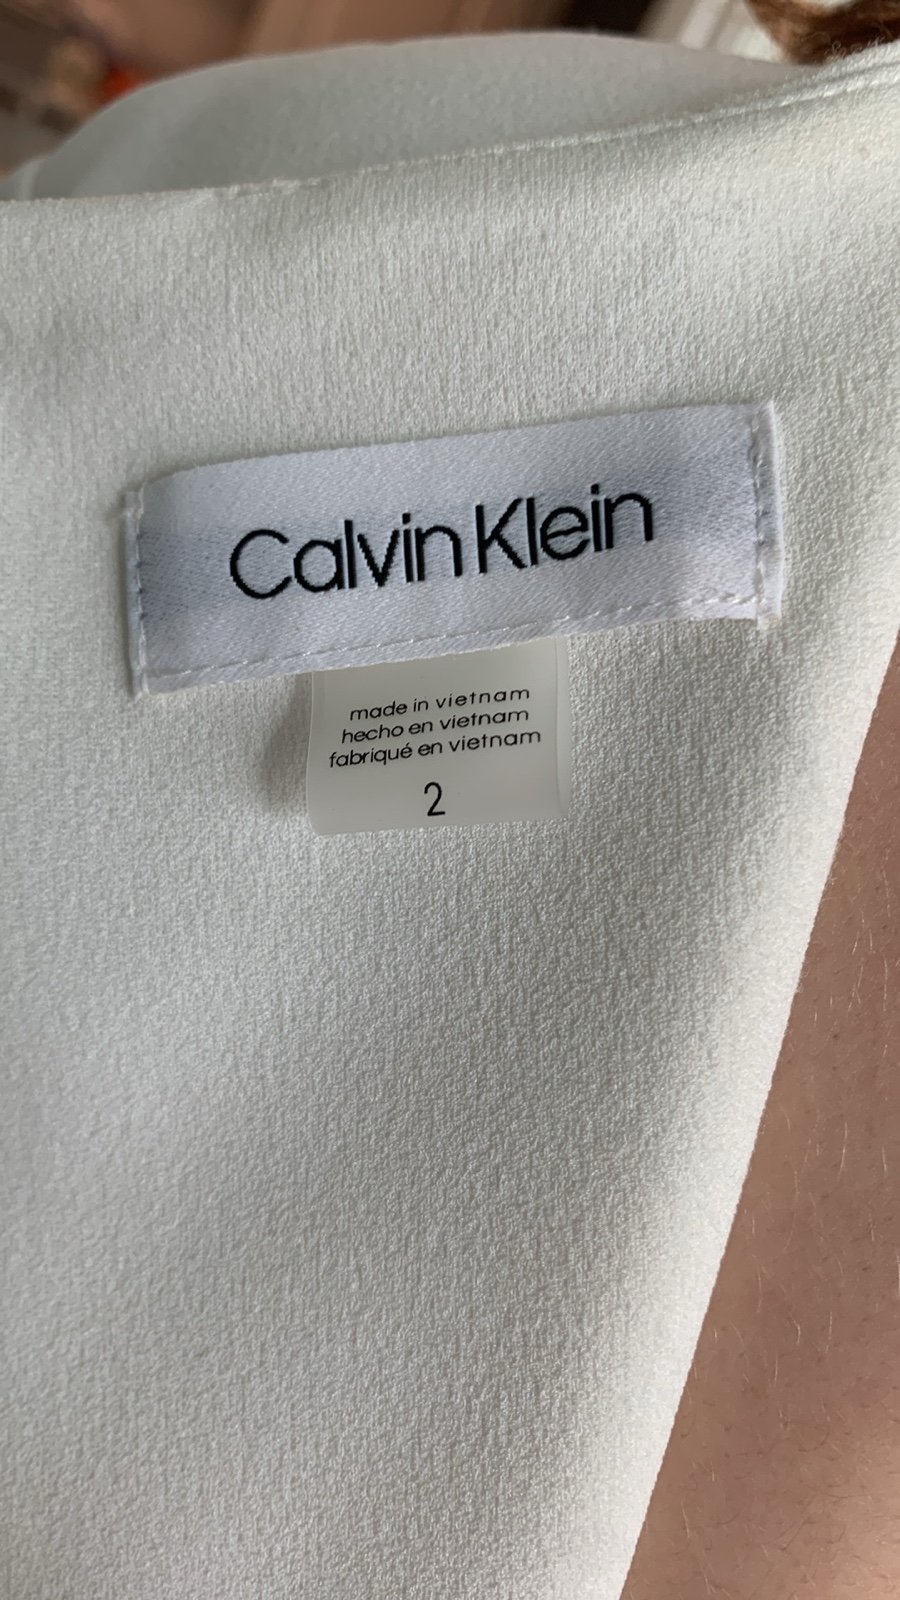 Calvin Klein
made in vietnam
hecho en vietnam
fabriqué en vietnam
2